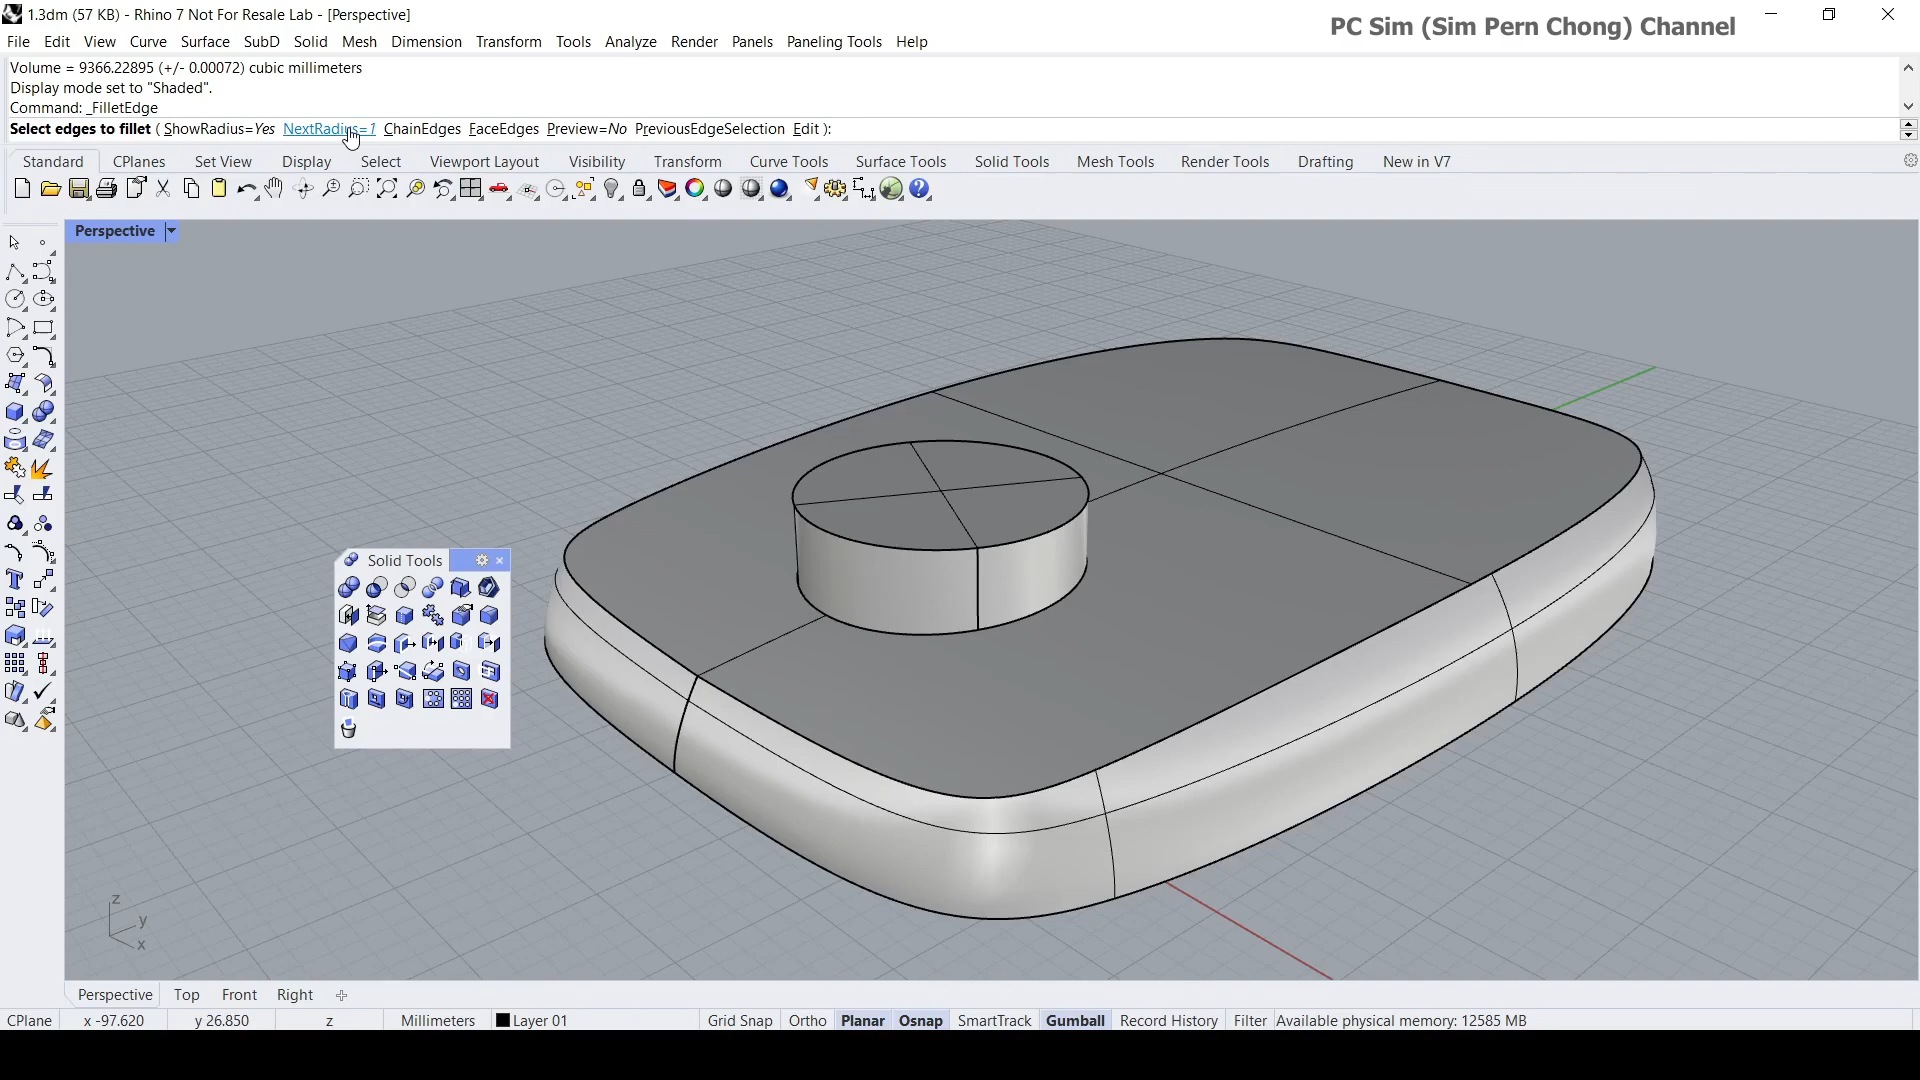 1.3dm (57 KB) - Rhino 7 Not For Resale Lab - [Perspective]
PC Sim (Sim Pern Chong) Channel
File Edit View Curve Surface SubD Solid Mesh Dimension Transform Tools Analyze Render Panels Paneling Tools Help
Volume = 9366.22895 (+/- 0.00072) cubic millimeters
Display mode set to "Shaded".
Command: _FilletEdge
Select edges to fillet ( ShowRadius=Yes NextRadius=1 ChainEdges FaceEdges Preview=No PreviousEdgeSelection Edit ):
Standard CPlanes Set View Display Select Viewport Layout Visibility Transform Curve Tools Surface Tools Solid Tools Mesh Tools Render Tools Drafting New in V7
Perspective
Solid Tools
z
y
x
Perspective Top Front Right
CPlane x -97.620 y 26.850 z Millimeters Layer 01 Grid Snap Ortho Planar Osnap SmartTrack Gumball Record History Filter Available physical memory: 12585 MB